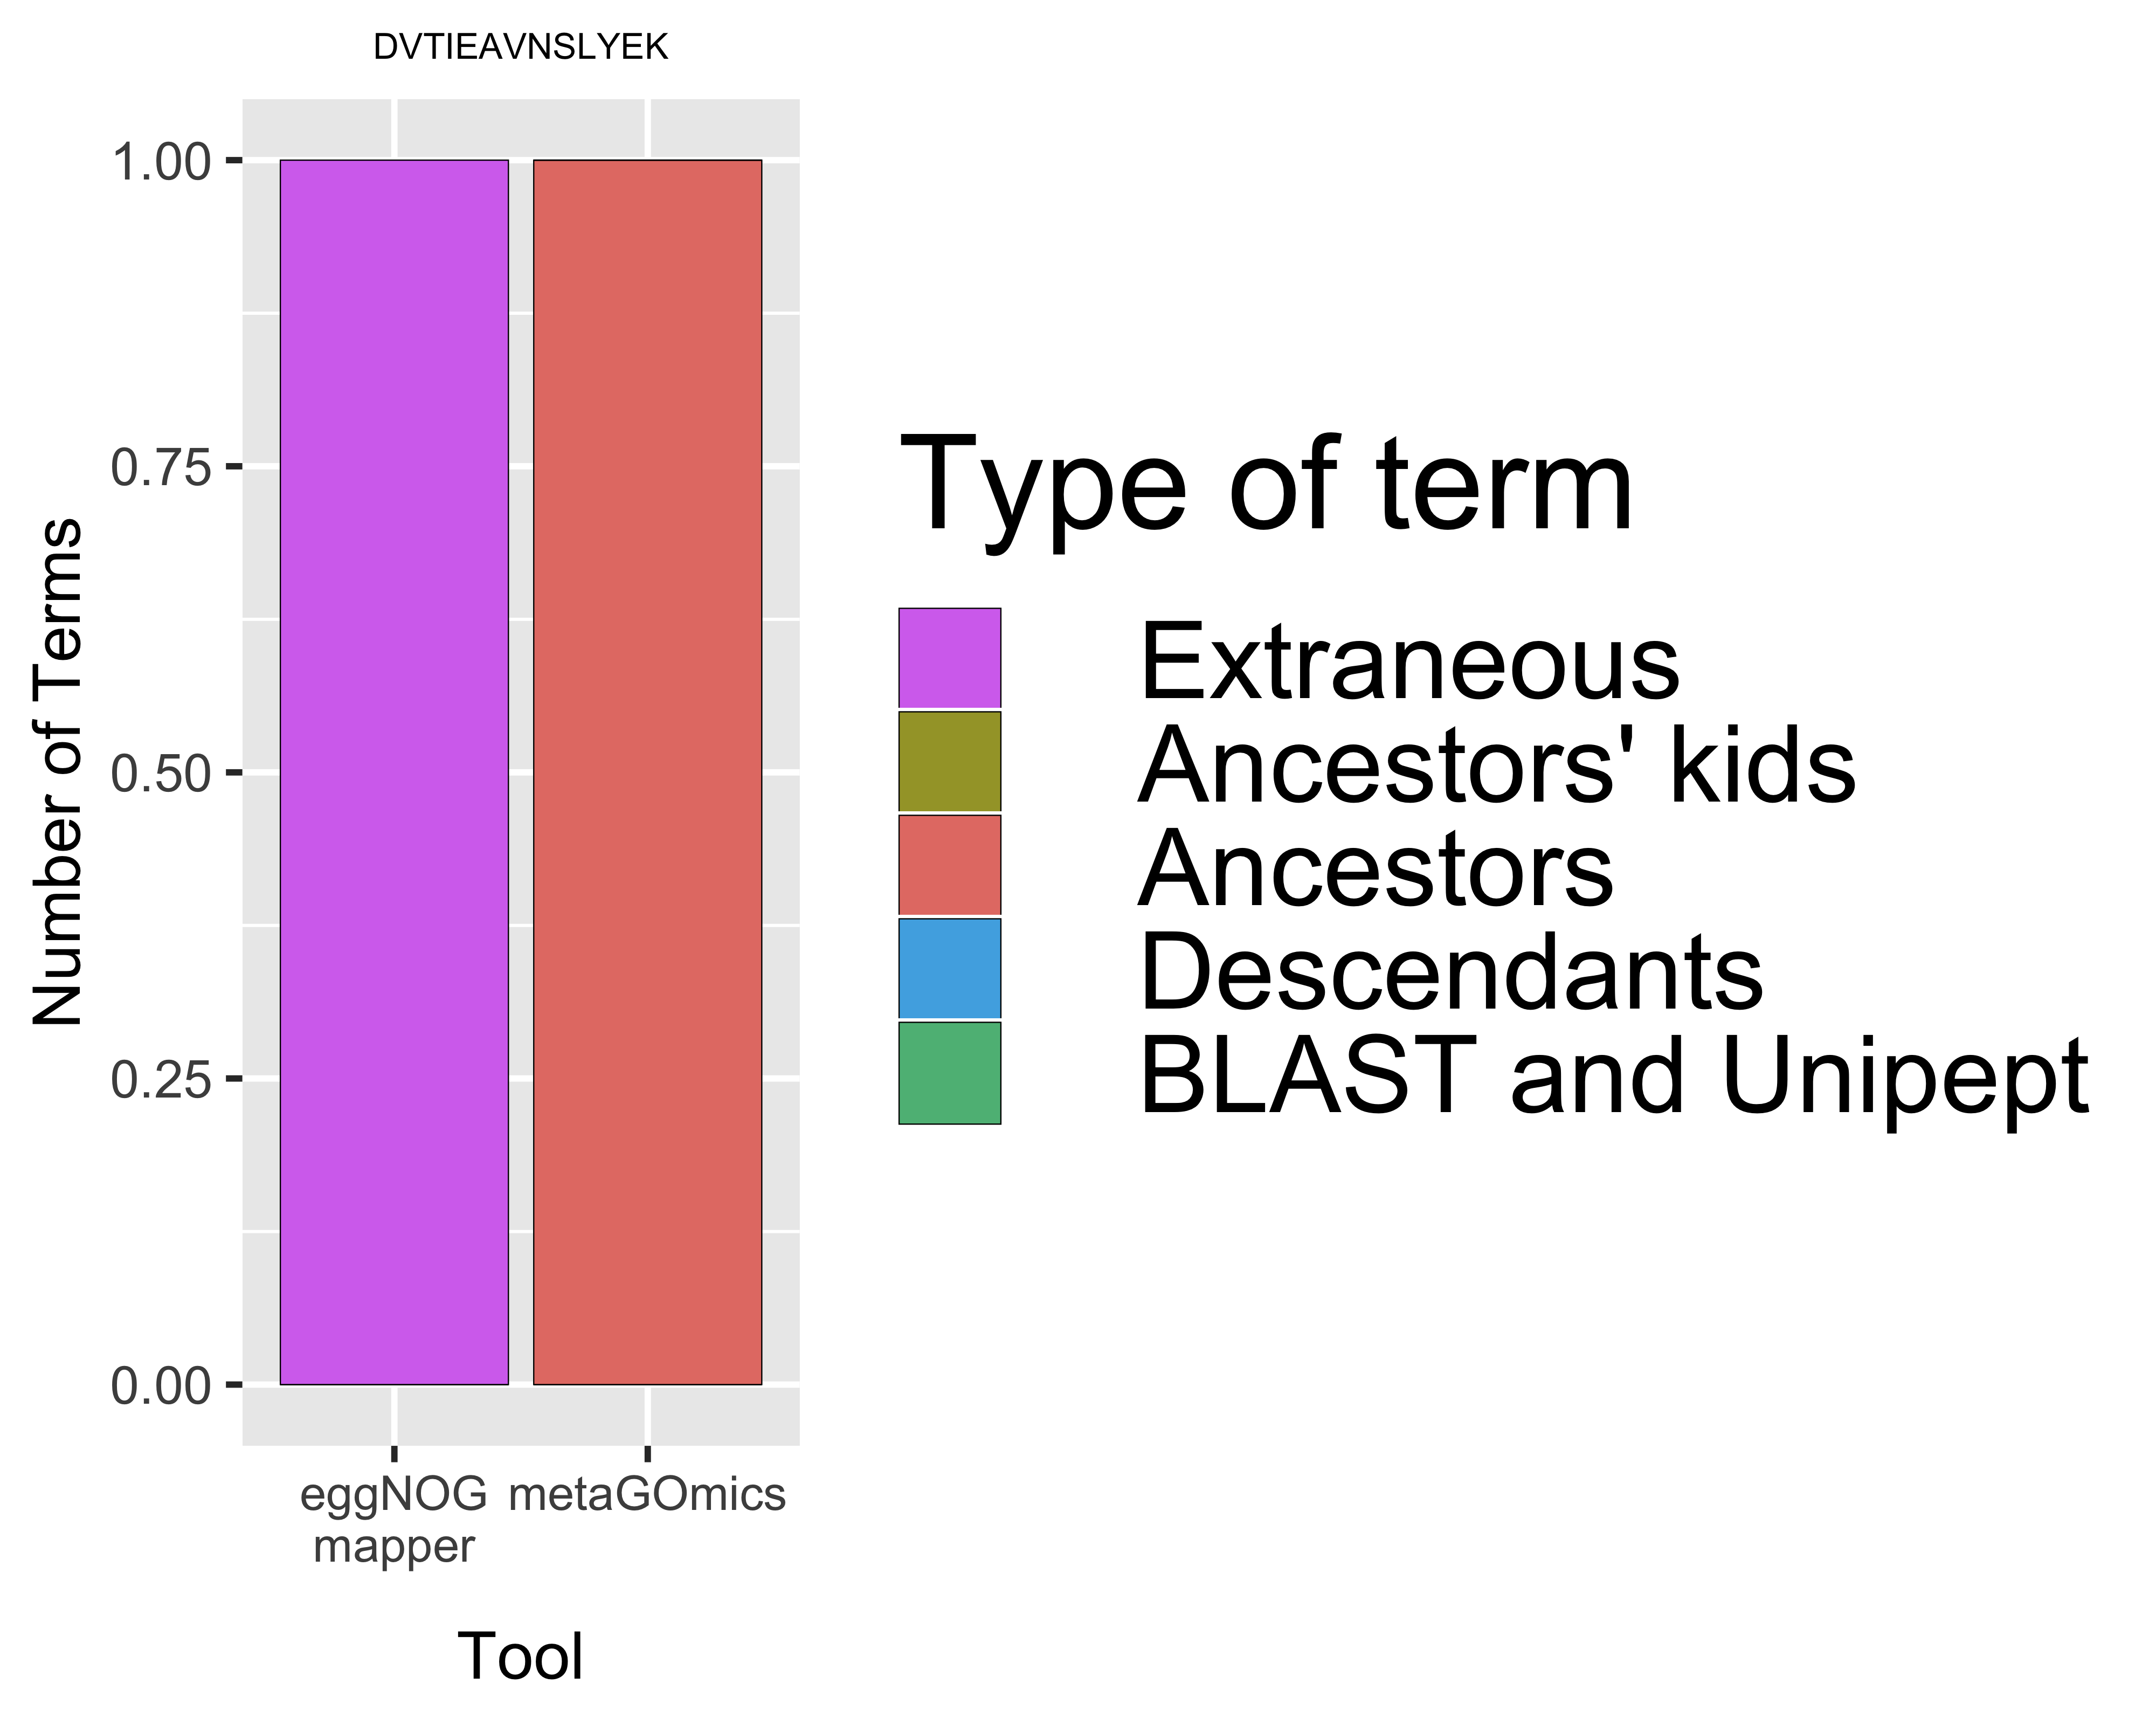 DVTIEAVNSLYEK
1.00
0.75
0.50
0.25
0.00
Number of Terms
eggNOG mapper
metaGOmics
Tool
Type of term
Extraneous
Ancestors' kids
Ancestors
Descendants
BLAST and Unipept